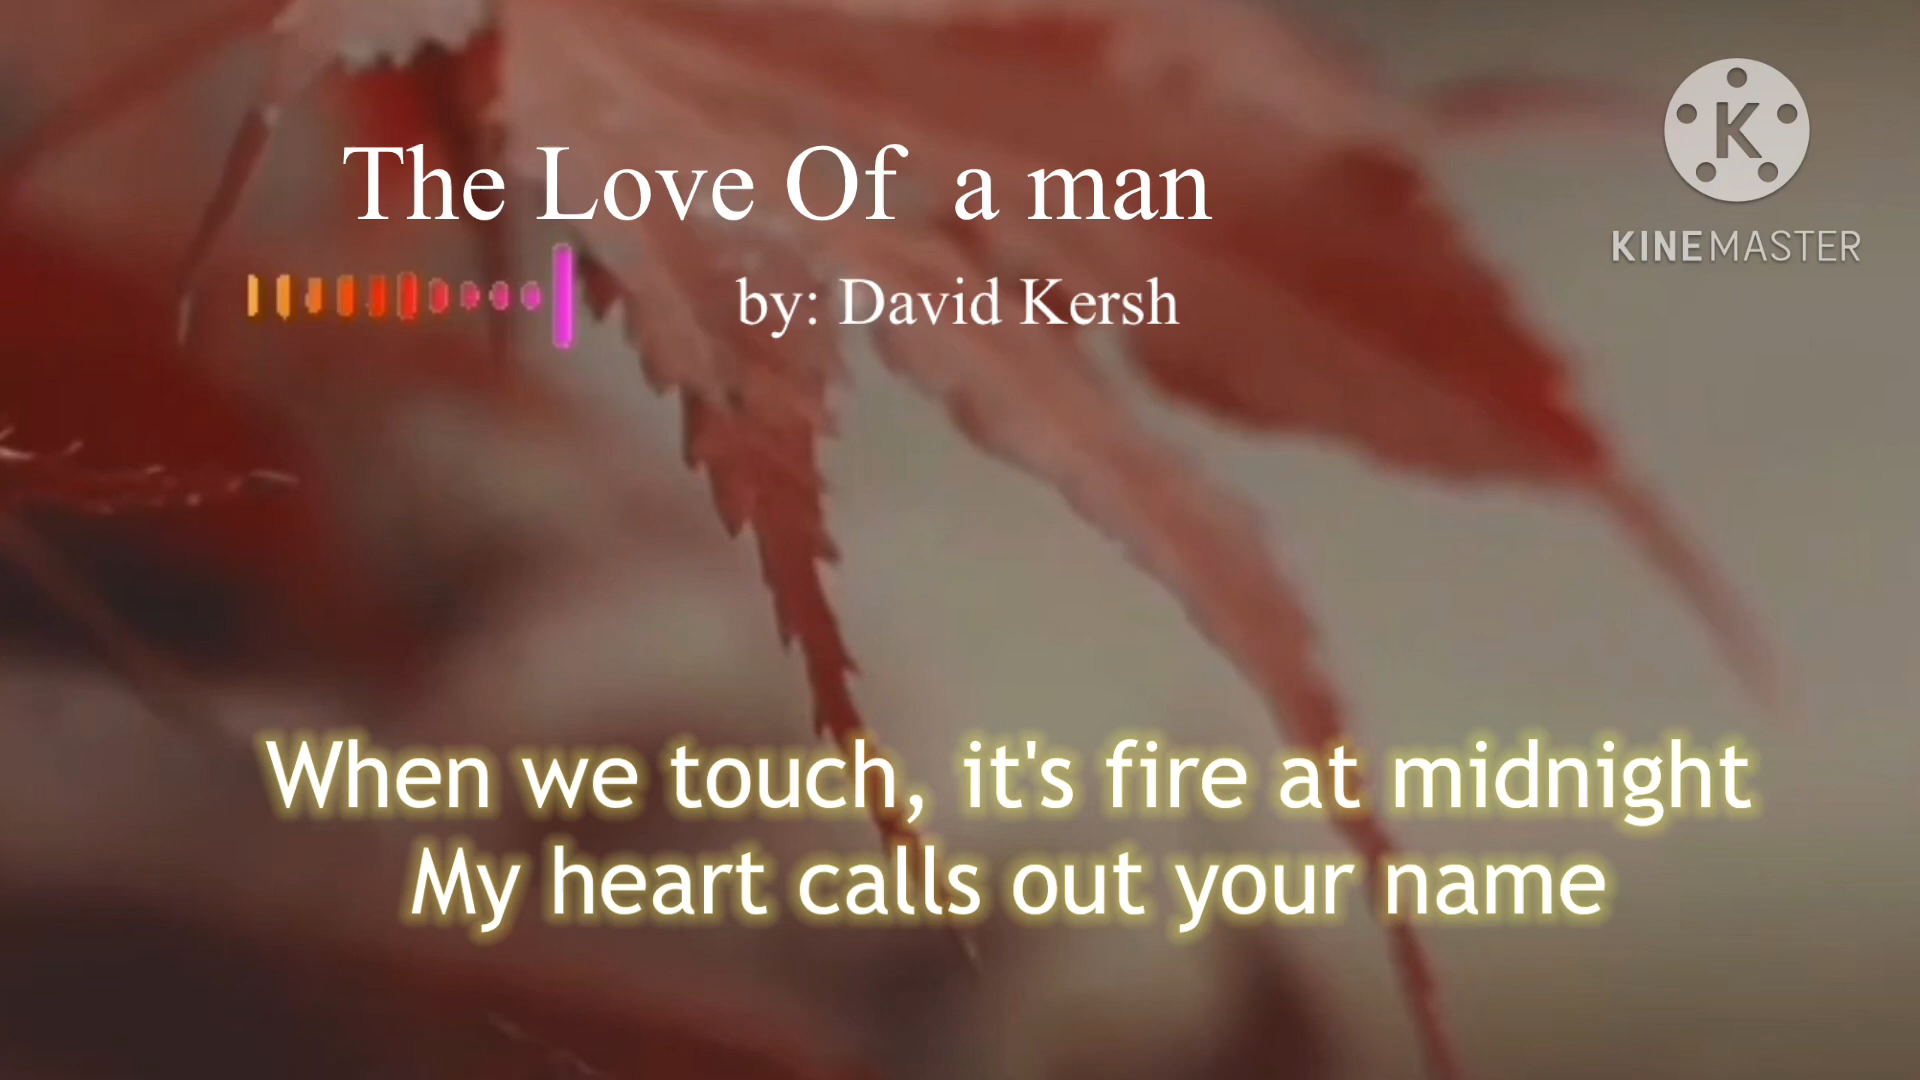 The Love Of  a man
by: David Kersh
K
KINEMASTER
When we touch, it's fire at midnight
My heart calls out your name